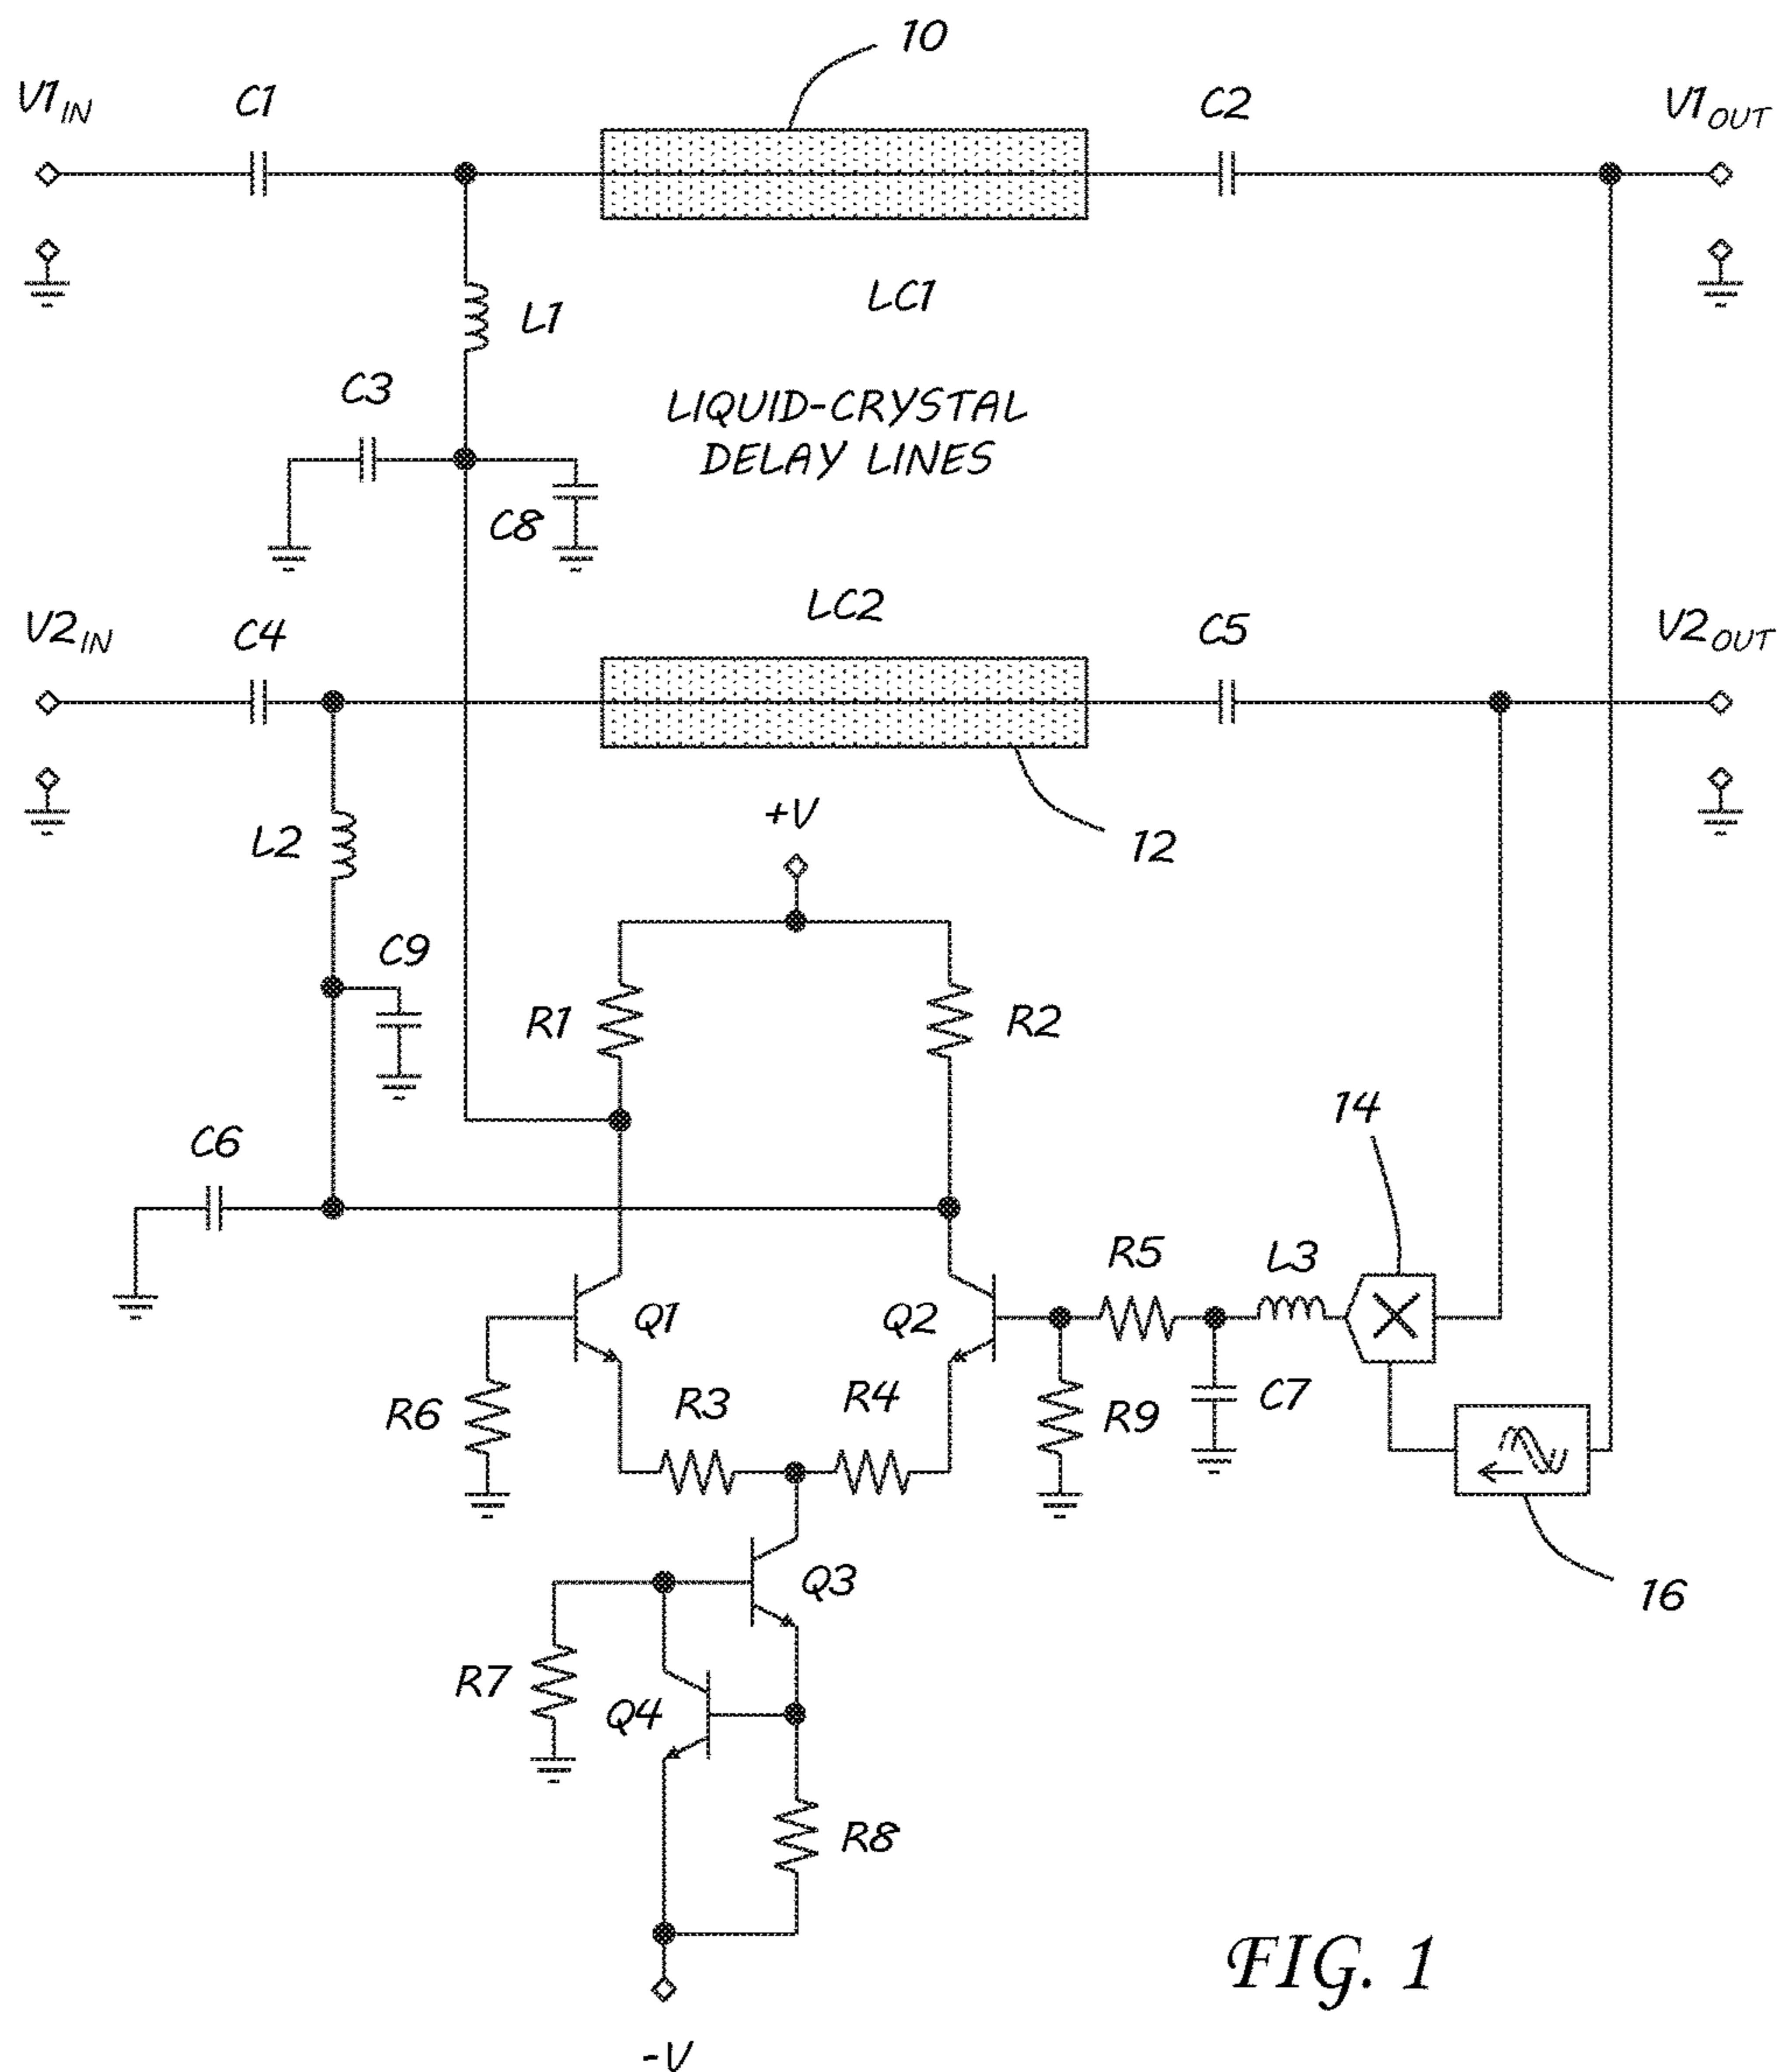 10
V1IN
C1
C2
V1OUT
LC1
L1
C3
LIQUID-CRYSTAL
DELAY LINES
C8
LC2
V2IN
C4
C5
V2OUT
+V
12
L2
C9
R1
R2
14
C6
R5
L3
Q1
Q2
R3
R4
R6
R9
C7
Q3
16
R7
Q4
R8
FIG. 1
-V